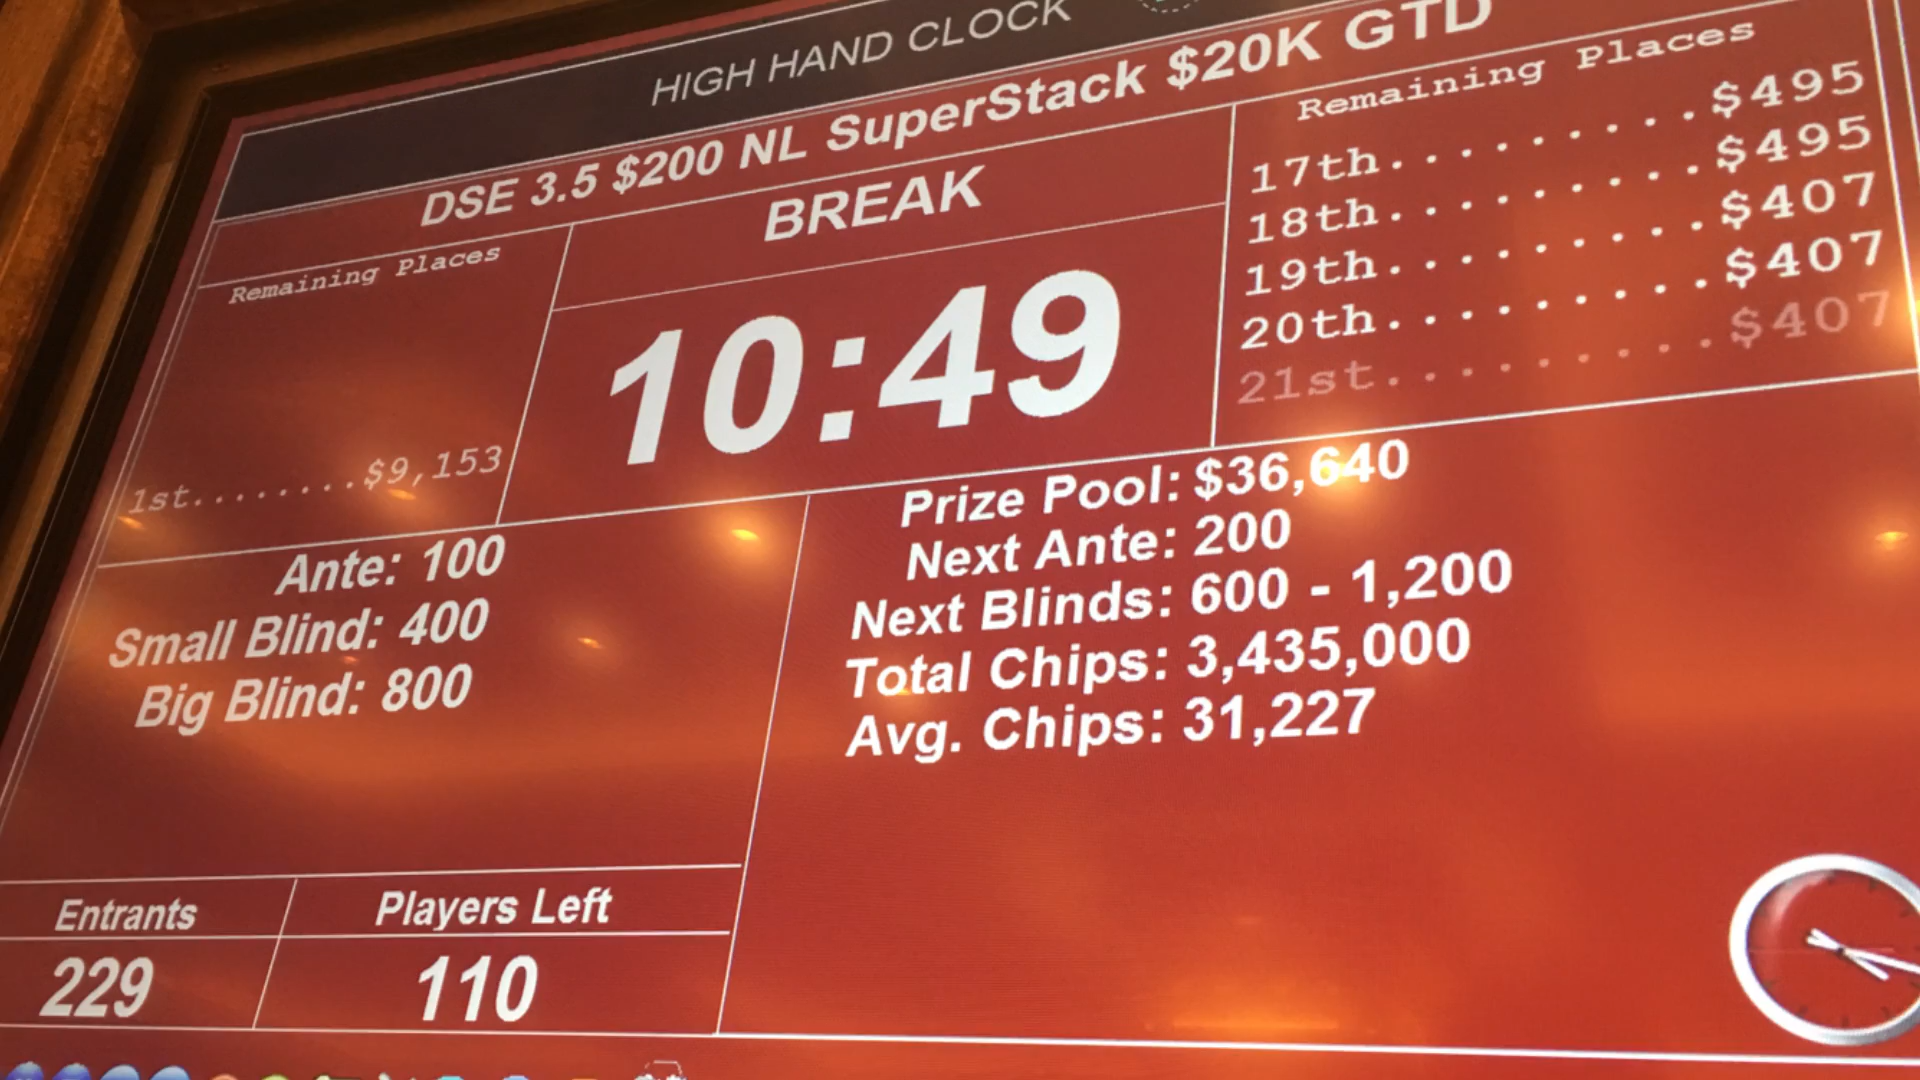 HIGH HAND CLOCK
DSE 3.5 $200 NL SuperStack $20K GTD
Remaining Places
1st........$9,153
BREAK
10:49
Remaining Places
17th.........$495
18th.........$495
19th.........$407
20th.........$407
21st.........$407
Ante: 100
Small Blind: 400
Big Blind: 800
Prize Pool: $36,640
Next Ante: 200
Next Blinds: 600 - 1,200
Total Chips: 3,435,000
Avg. Chips: 31,227
Entrants
229
Players Left
110